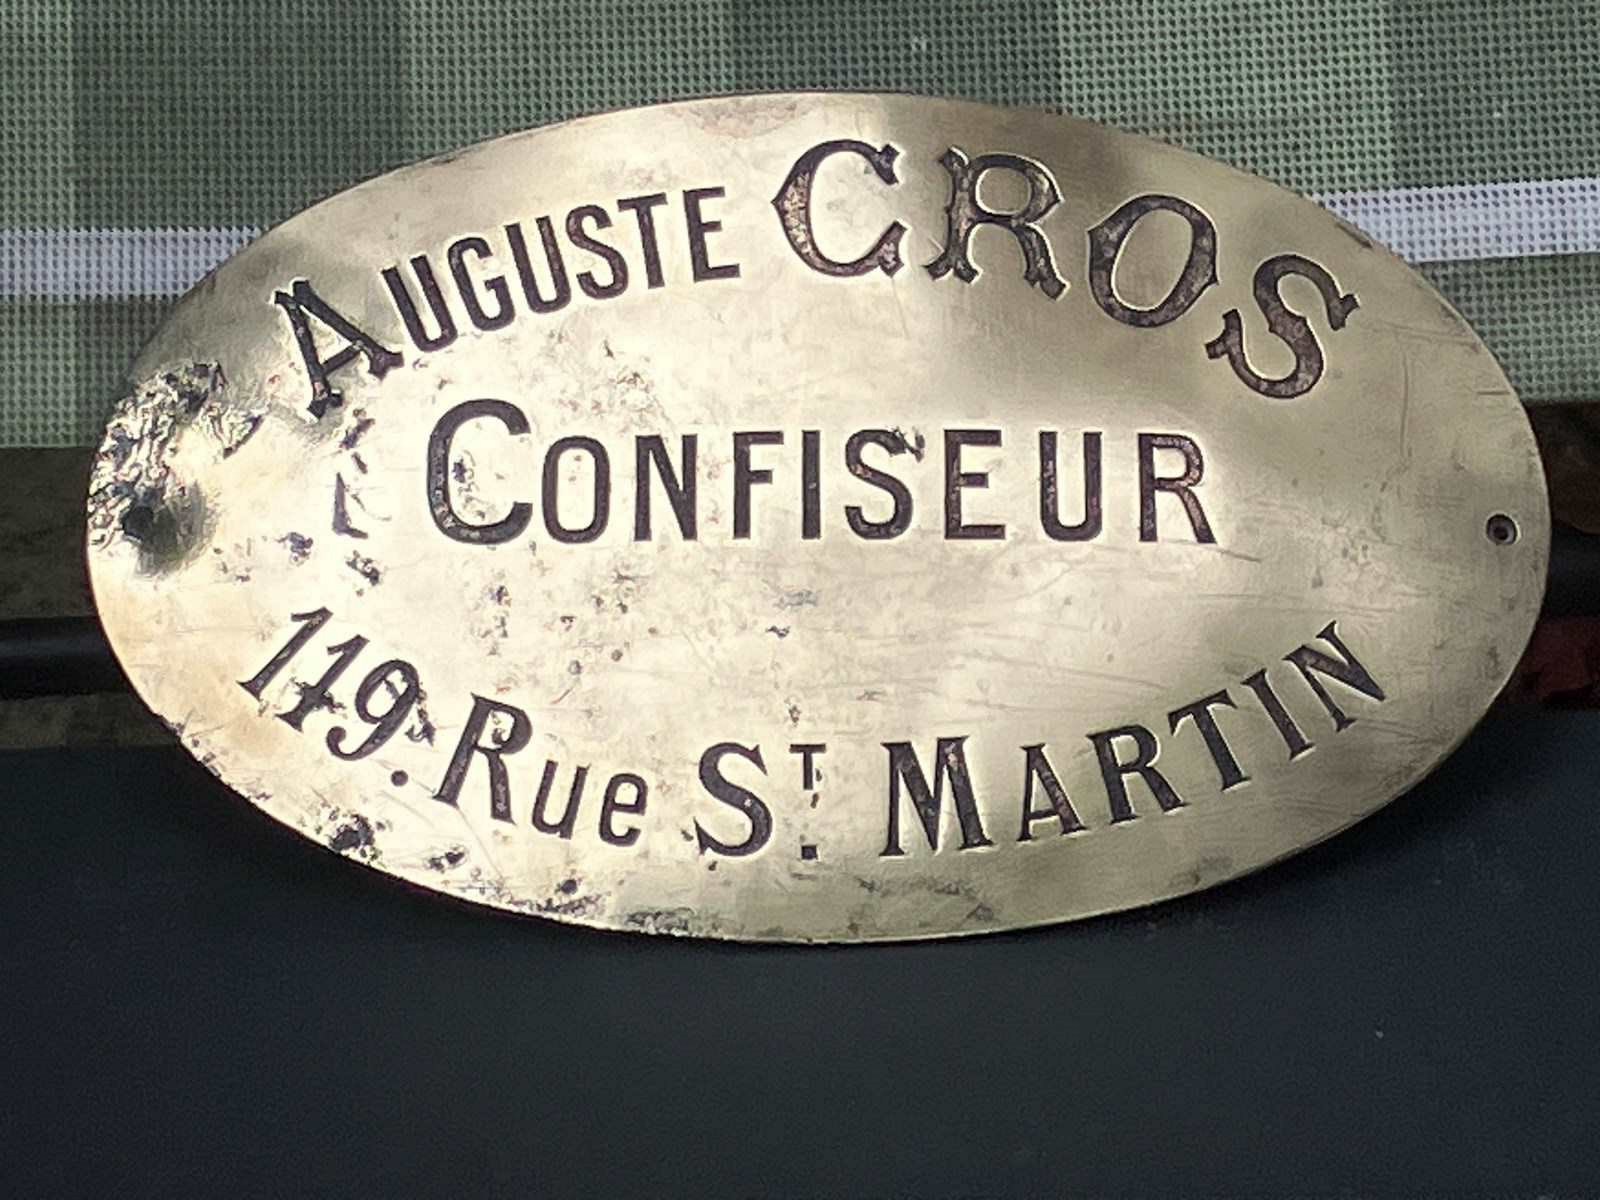 AUGUSTE CROS
CONFISEUR
119. Rue ST. MARTIN